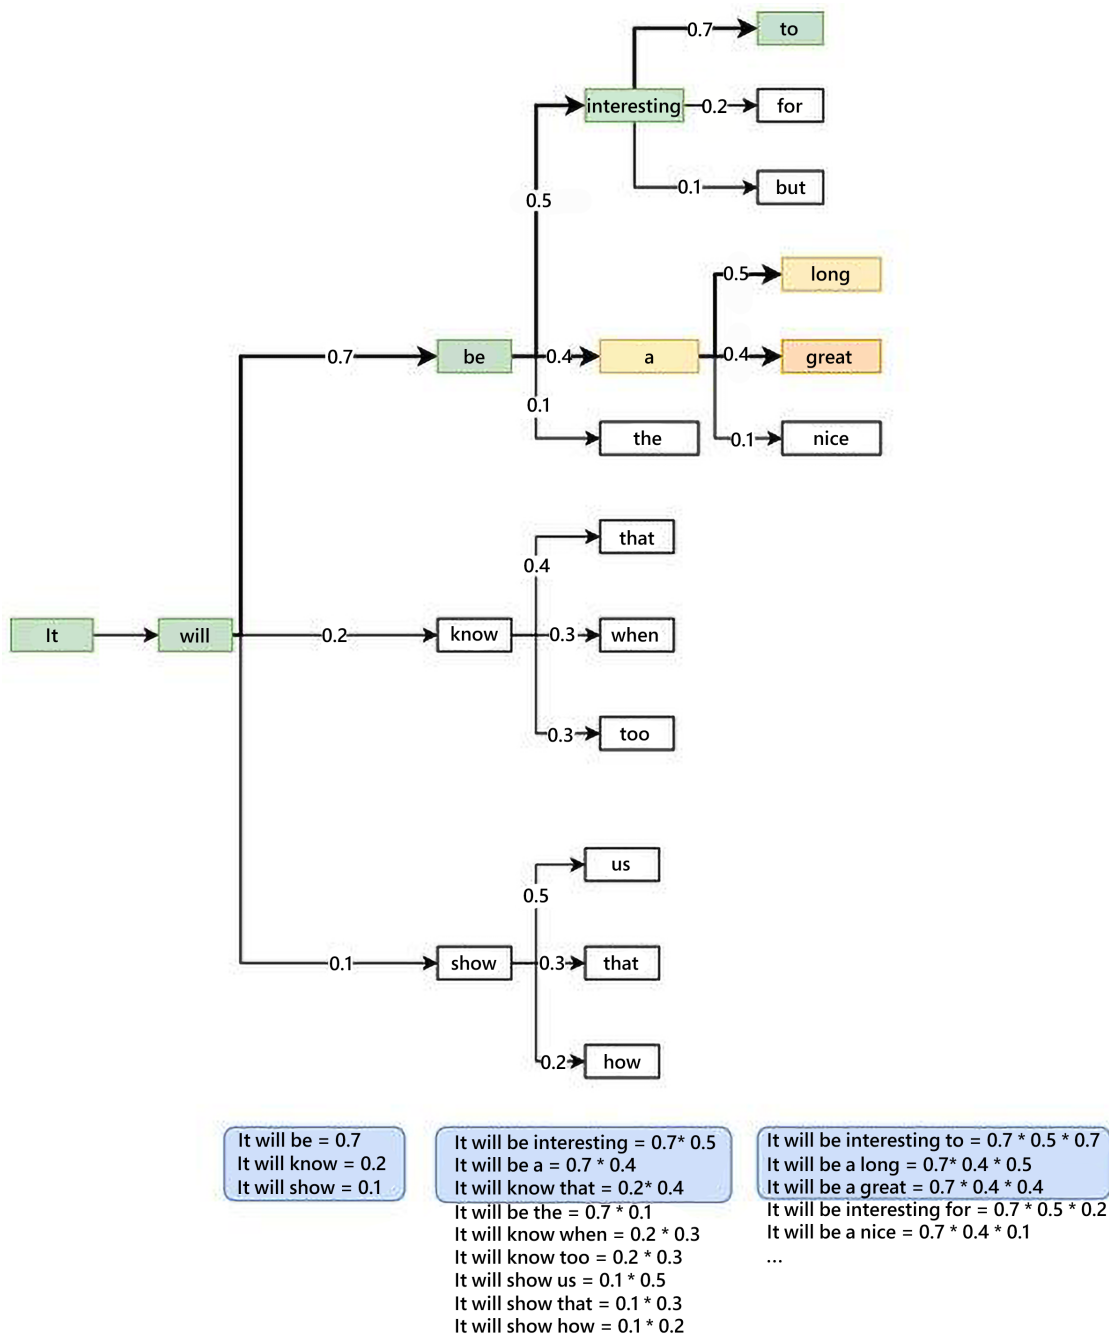 0.7
to
interesting
0.2
for
0.1
but
0.5
0.5
long
0.7
be
0.4
a
0.4
great
0.1
the
0.1
nice
that
0.4
It
will
0.2
know
0.3
when
0.3
too
us
0.5
0.1
show
0.3
that
0.2
how
It will be = 0.7
It will know = 0.2
It will show = 0.1
It will be interesting = 0.7* 0.5
It will be a = 0.7 * 0.4
It will know that = 0.2* 0.4
It will be the = 0.7 * 0.1
It will know when = 0.2 * 0.3
It will know too = 0.2 * 0.3
It will show us = 0.1 * 0.5
It will show that = 0.1 * 0.3
It will show how = 0.1 * 0.2
It will be interesting to = 0.7 * 0.5 * 0.7
It will be a long = 0.7* 0.4 * 0.5
It will be a great = 0.7 * 0.4 * 0.4
It will be interesting for = 0.7 * 0.5 * 0.2
It will be a nice = 0.7 * 0.4 * 0.1
...